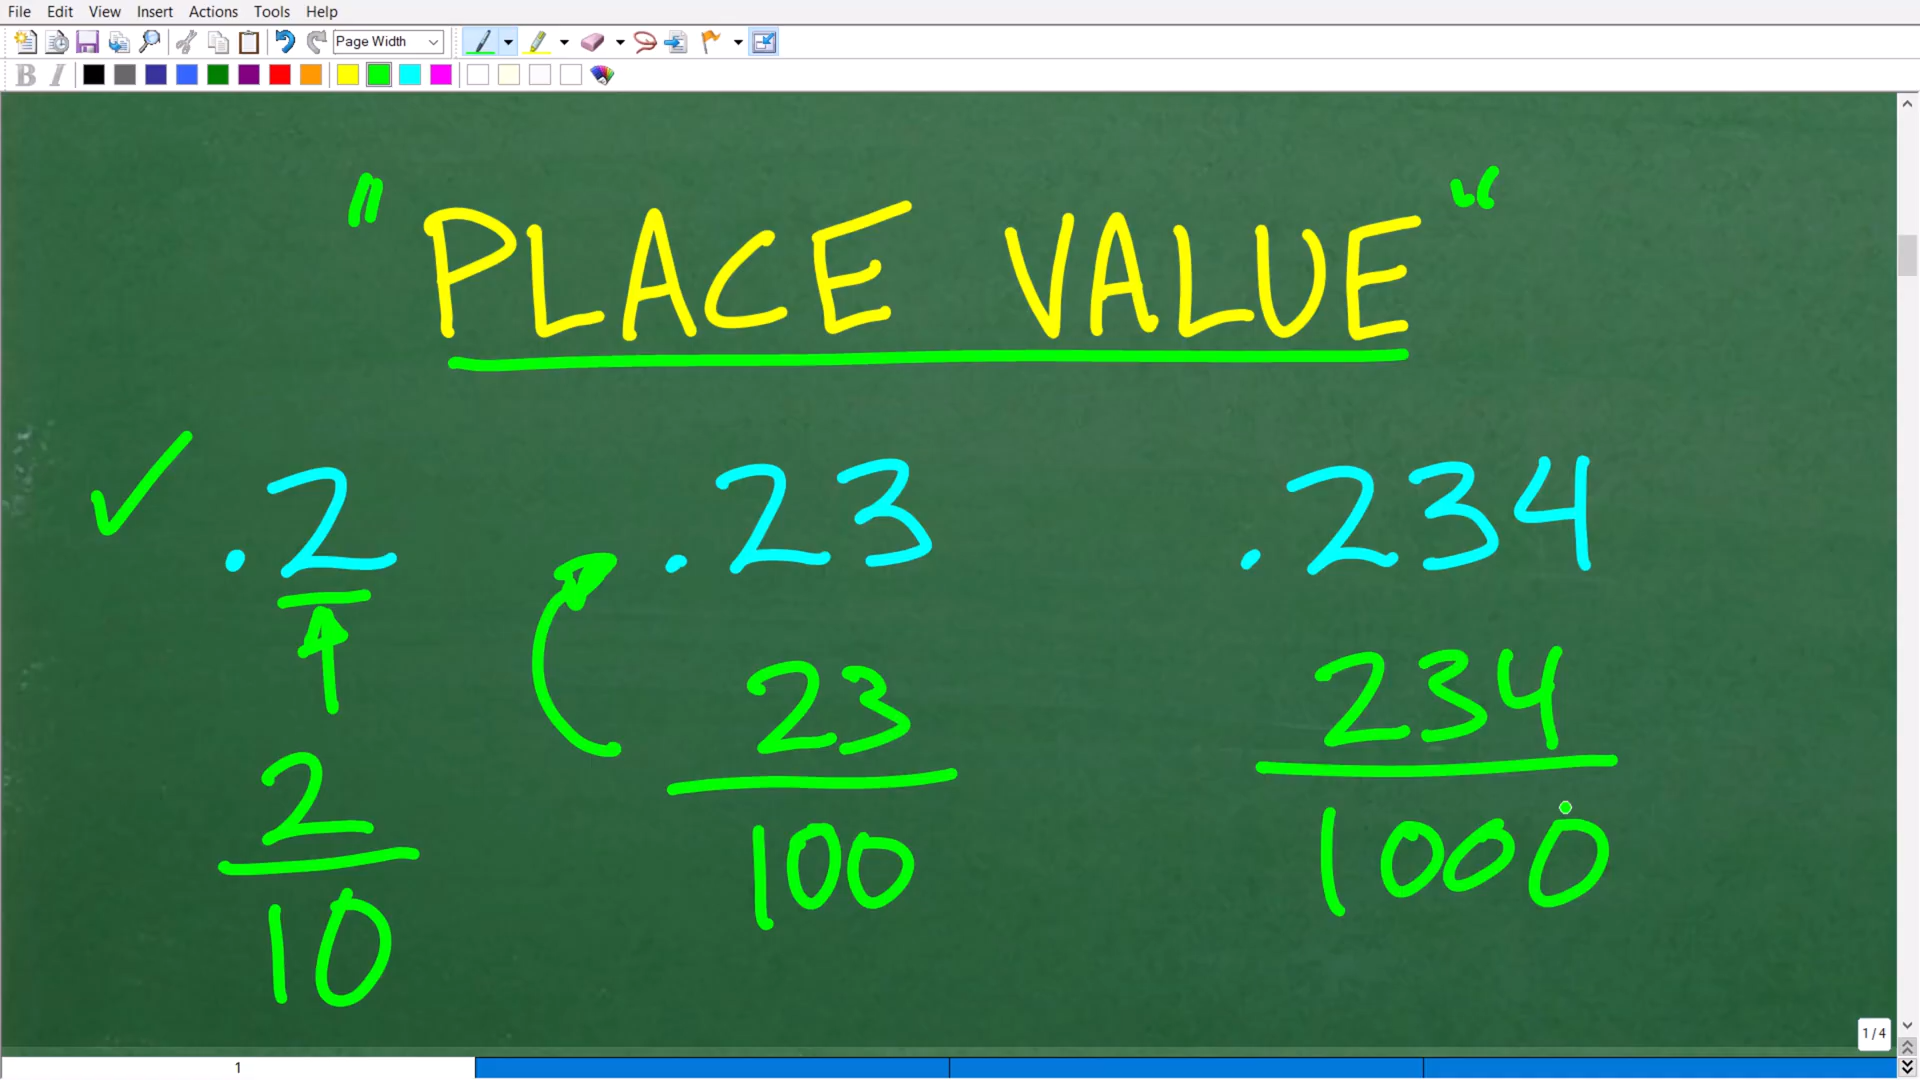 File Edit View Insert Actions Tools Help
Page Width
B I
" PLACE VALUE "
.2 .23 .234
23 234
2 100 1000
10
1/4
1